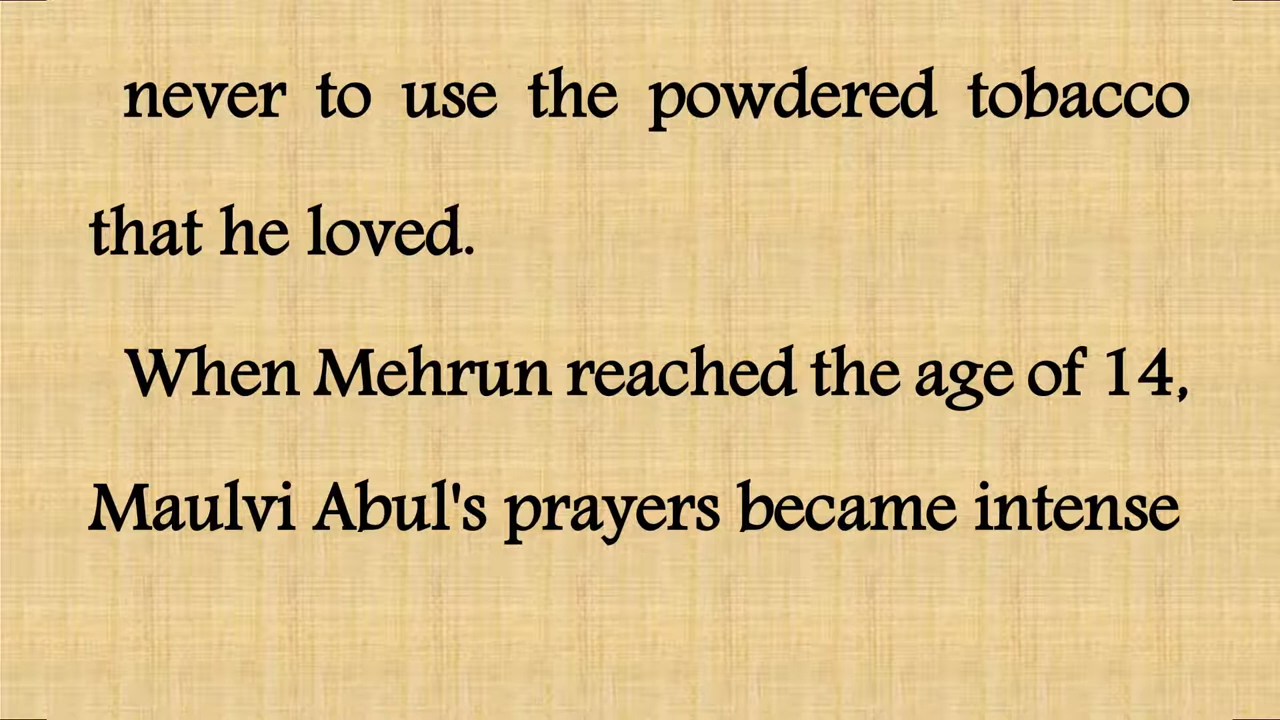 never to use the powdered tobacco
that he loved.
When Mehrun reached the age of 14,
Maulvi Abul's prayers became intense